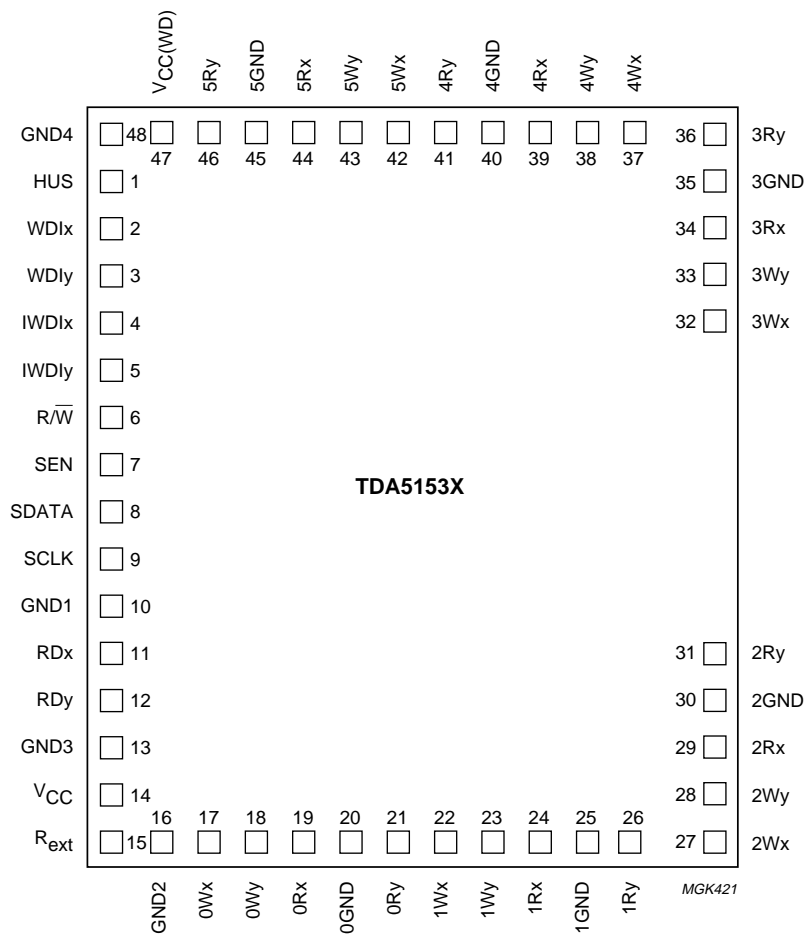 VCC(WD) 5Ry 5GND 5Rx 5Wy 5Wx 4Ry 4GND 4Rx 4Wy 4Wx
GND4 48 36 3Ry
47 46 45 44 43 42 41 40 39 38 37
HUS 1 35 3GND
WDIx 2 34 3Rx
WDIy 3 33 3Wy
IWDIx 4 32 3Wx
IWDIy 5
R/W̅ 6
SEN 7
TDA5153X
SDATA 8
SCLK 9
GND1 10
RDx 11 31 2Ry
RDy 12 30 2GND
GND3 13 29 2Rx
VCC 14 28 2Wy
16 17 18 19 20 21 22 23 24 25 26
Rext 15 27 2Wx
GND2 0Wx 0Wy 0Rx 0GND 0Ry 1Wx 1Wy 1Rx 1GND 1Ry
MGK421